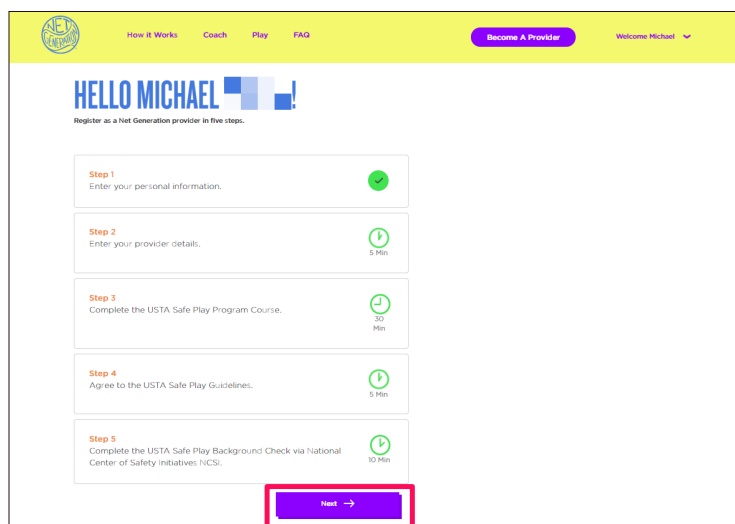 NET
GENERATION
How it Works
Coach
Play
FAQ
Become A Provider
Welcome Michael
HELLO MICHAEL !
Register as a Net Generation provider in five steps.
Step 1
Enter your personal information.
Step 2
Enter your provider details.
5 Min
Step 3
Complete the USTA Safe Play Program Course.
30
Min
Step 4
Agree to the USTA Safe Play Guidelines.
5 Min
Step 5
Complete the USTA Safe Play Background Check via National
Center of Safety Initiatives NCSI.
10 Min
Next →